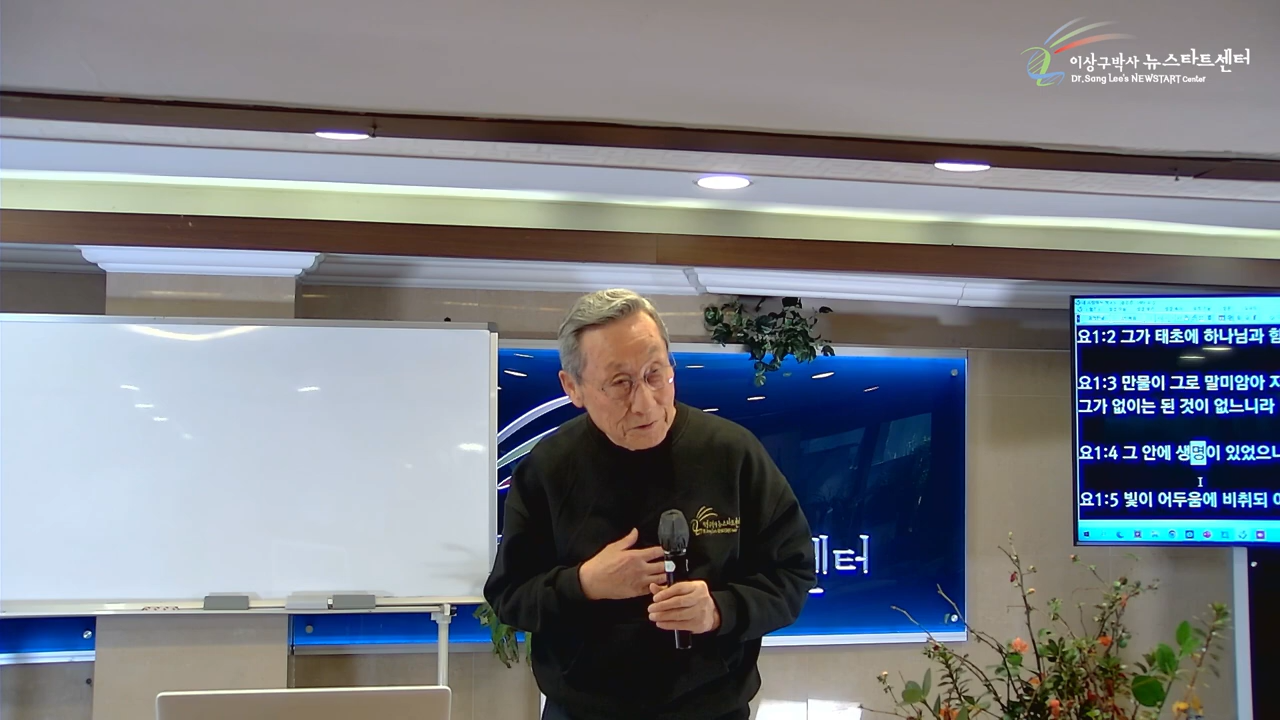 이상구박사 뉴스타트센터
Dr. Sang Lee's NEWSTART Center
요1:2 그가 태초에 하나님과 함
요1:3 만물이 그로 말미암아 지
그가 없이는 된 것이 없느니라
요1:4 그 안에 생명이 있었으니
요1:5 빛이 어두움에 비취되 어
센터